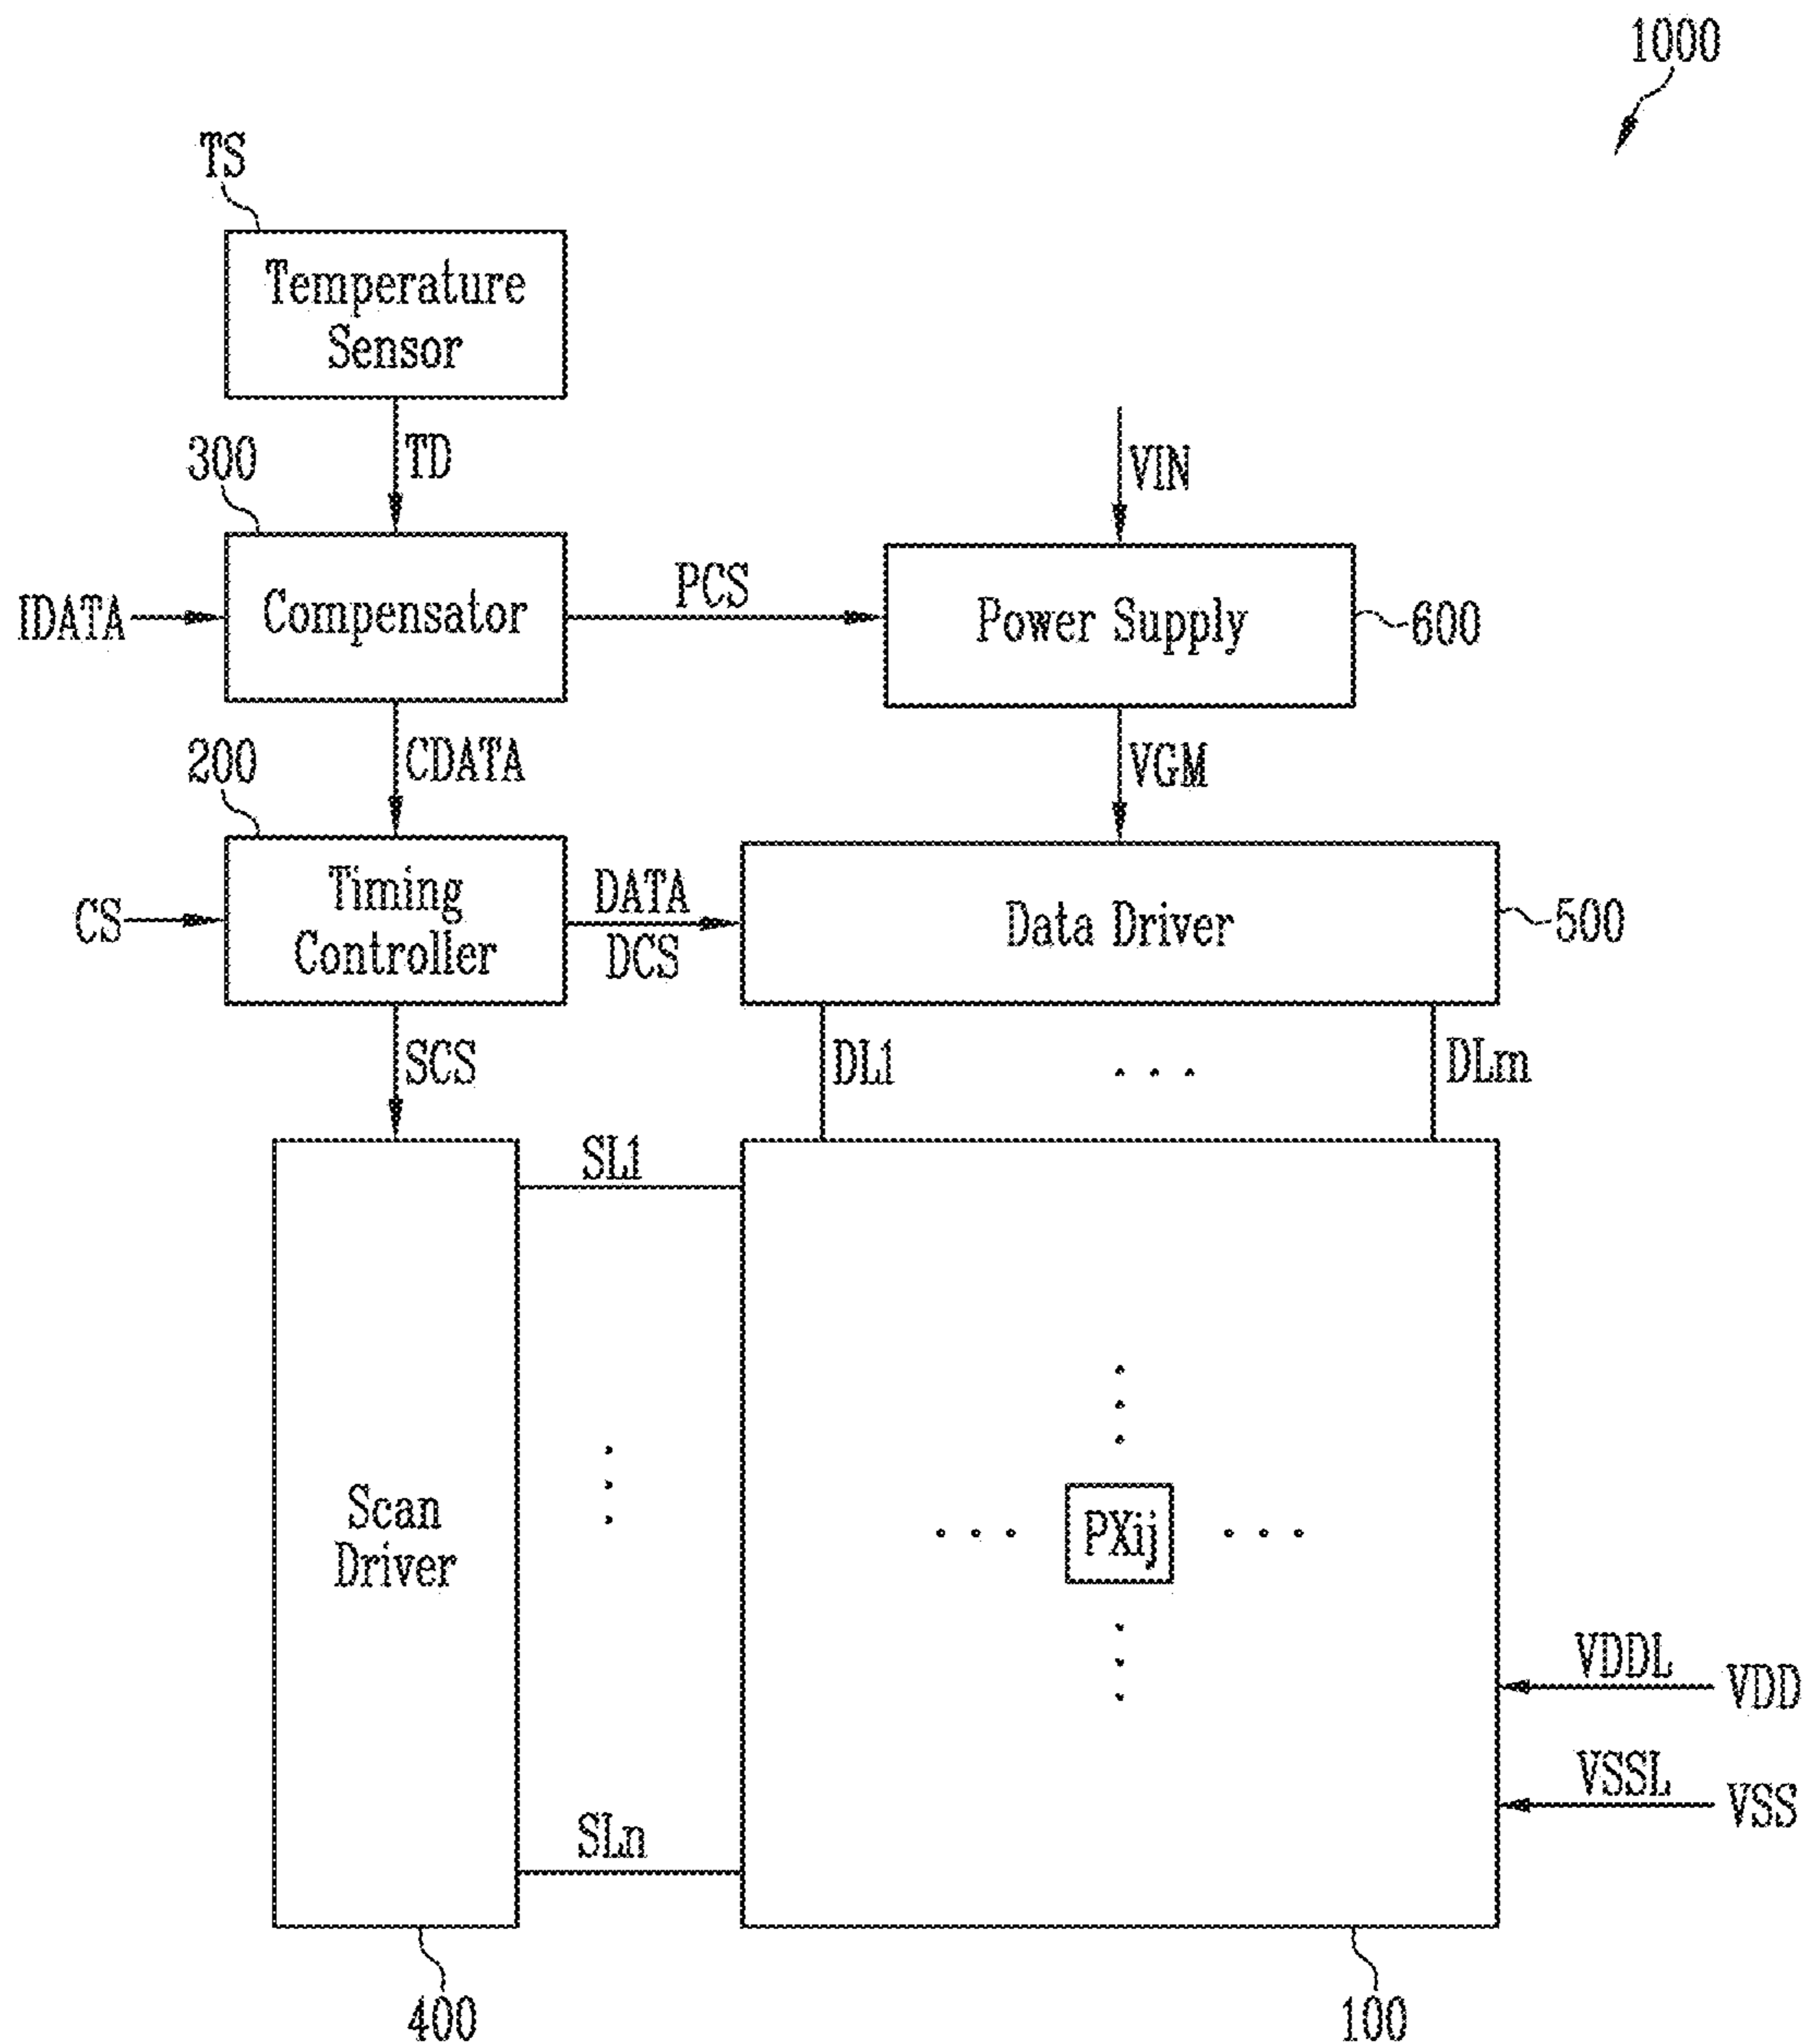 1000
TS
Temperature
Sensor
TD
300
VIN
IDATA
Compensator
PCS
Power Supply
600
CDATA
200
VGM
CS
Timing
Controller
DATA
DCS
Data Driver
500
SCS
DL1
. . .
DLm
SL1
Scan
Driver
PXij
VDDL
VDD
VSSL
VSS
SLn
400
100